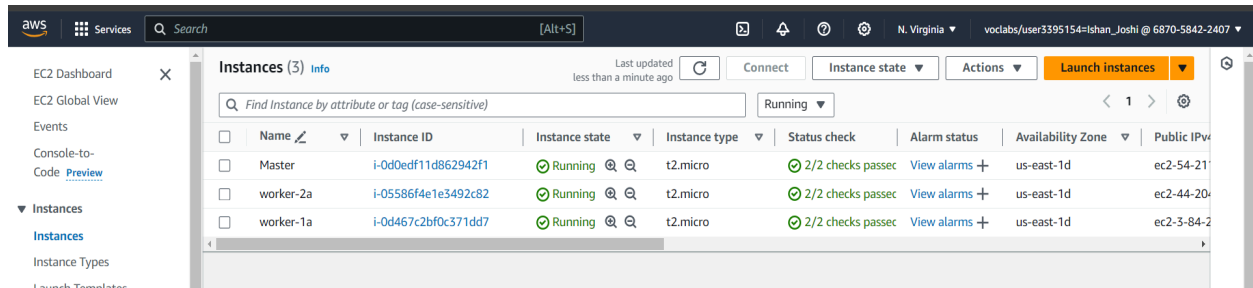 aws Services Search [Alt+S] N. Virginia voclabs/user3395154=Ishan_Joshi @ 6870-5842-2407
EC2 Dashboard
EC2 Global View
Events
Console-to-
Code Preview
Instances
Instances
Instance Types
Launch Templates
Instances (3) Info
Last updated
less than a minute ago
Connect Instance state Actions Launch instances
Find Instance by attribute or tag (case-sensitive) Running 1
Name Instance ID Instance state Instance type Status check Alarm status Availability Zone Public IPv4
Master i-0d0edf11d862942f1 Running t2.micro 2/2 checks passec View alarms + us-east-1d ec2-54-21
worker-2a i-05586f4e1e3492c82 Running t2.micro 2/2 checks passec View alarms + us-east-1d ec2-44-20
worker-1a i-0d467c2bf0c371dd7 Running t2.micro 2/2 checks passec View alarms + us-east-1d ec2-3-84-2